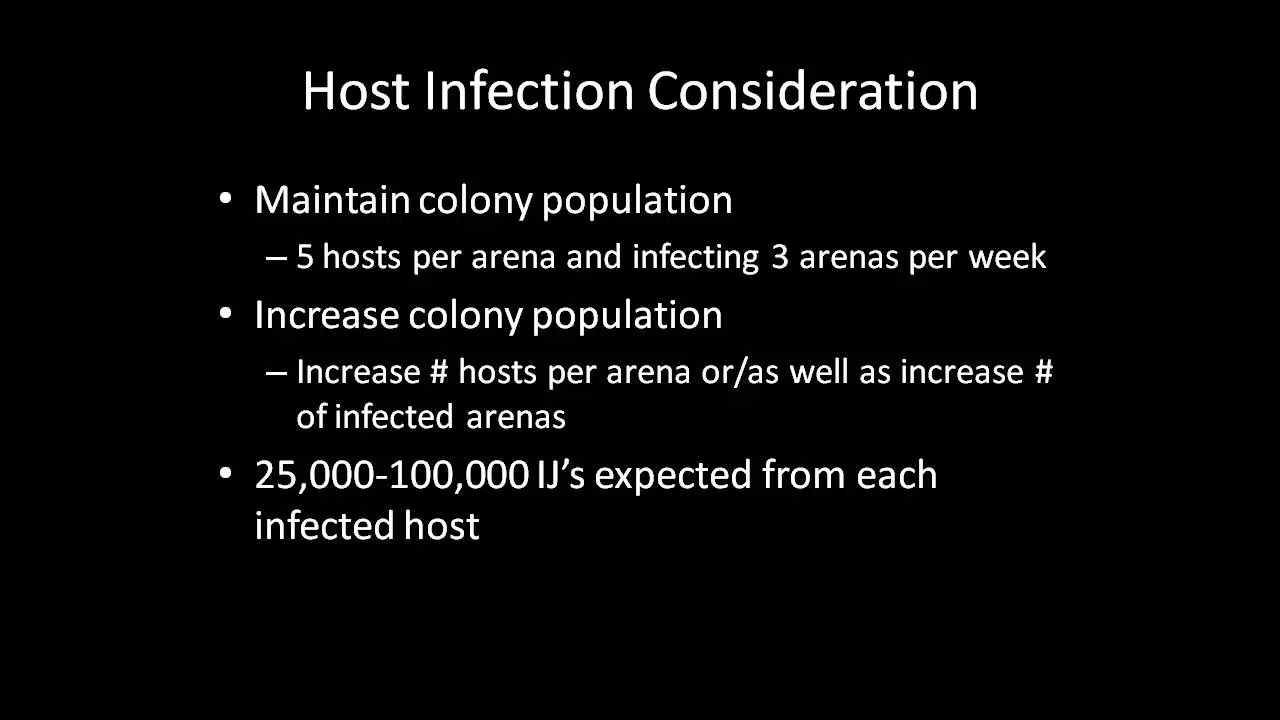 Host Infection Consideration
• Maintain colony population
– 5 hosts per arena and infecting 3 arenas per week
• Increase colony population
– Increase # hosts per arena or/as well as increase #
of infected arenas
• 25,000-100,000 IJ’s expected from each
infected host